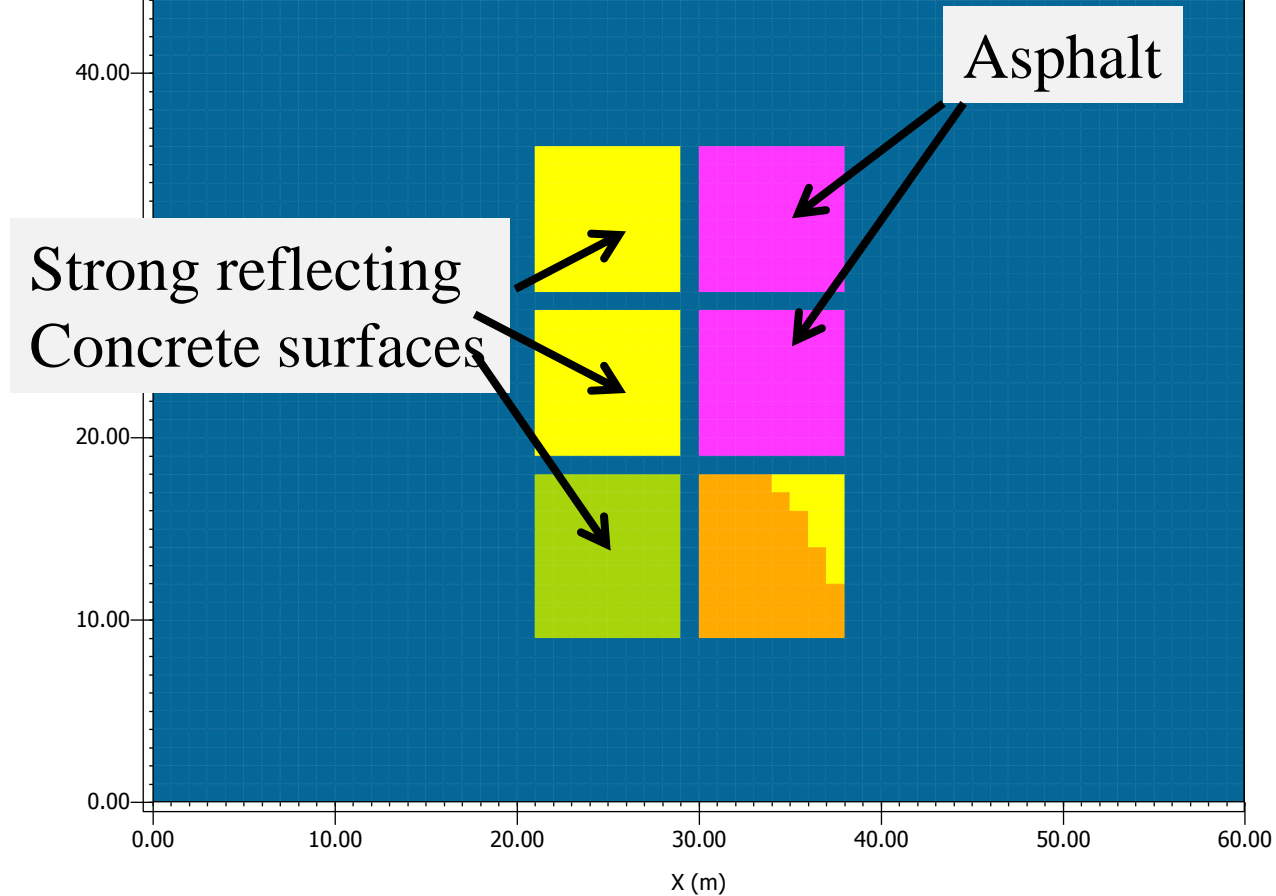 Asphalt
40.00
Strong reflecting
Concrete surfaces
20.00
10.00
0.00
0.00 10.00 20.00 30.00 40.00 50.00 60.00
X (m)